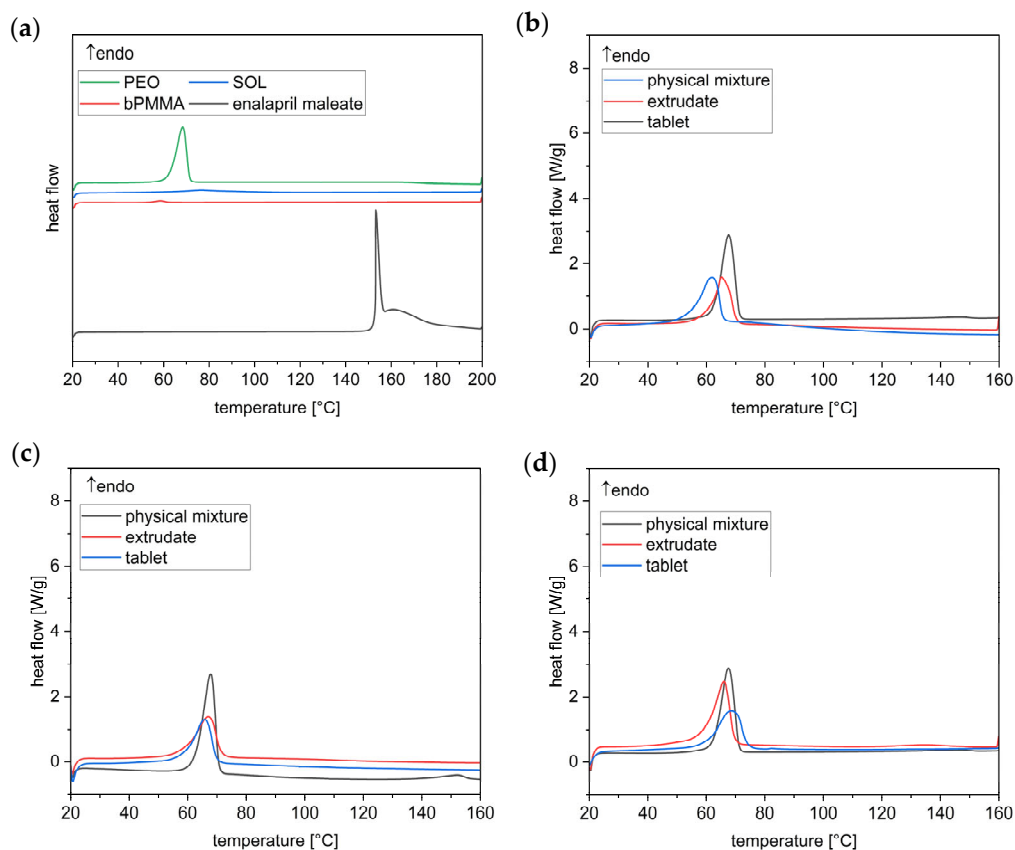 (a)
↑endo
PEO SOL
bPMMA enalapril maleate
heat flow
20 40 60 80 100 120 140 160 180 200
temperature [°C]
(b)
↑endo
physical mixture
extrudate
tablet
heat flow [W/g]
8
6
4
2
0
20 40 60 80 100 120 140 160
temperature [°C]
(c)
↑endo
physical mixture
extrudate
tablet
heat flow [W/g]
8
6
4
2
0
20 40 60 80 100 120 140 160
temperature [°C]
(d)
↑endo
physical mixture
extrudate
tablet
heat flow [W/g]
8
6
4
2
0
20 40 60 80 100 120 140 160
temperature [°C]